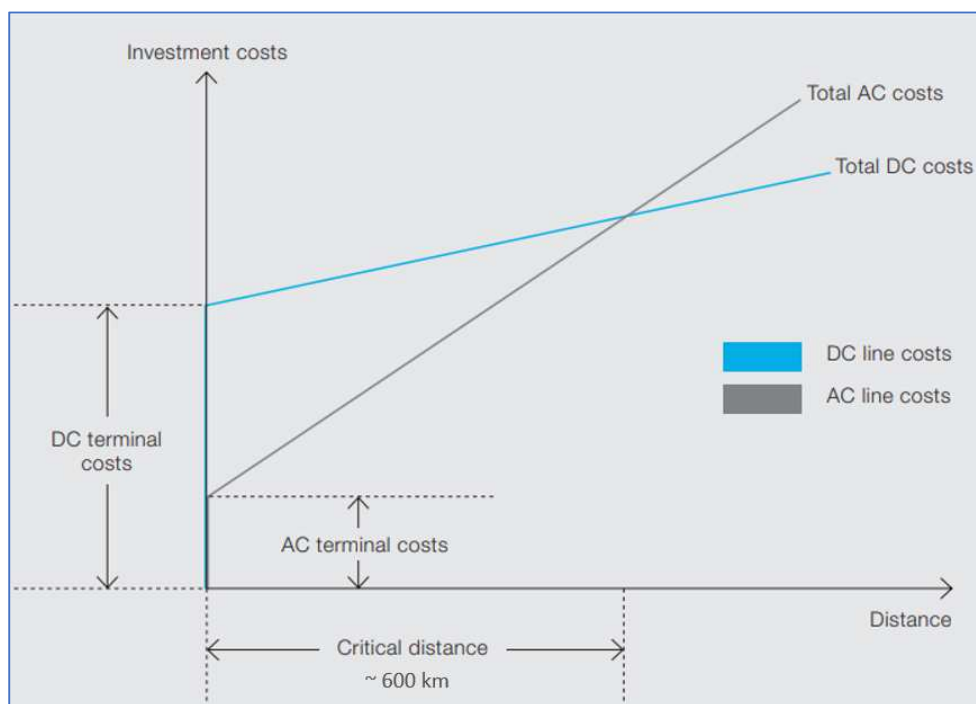 Investment costs
Total AC costs
Total DC costs
DC line costs
AC line costs
DC terminal
costs
AC terminal costs
Distance
Critical distance
~ 600 km